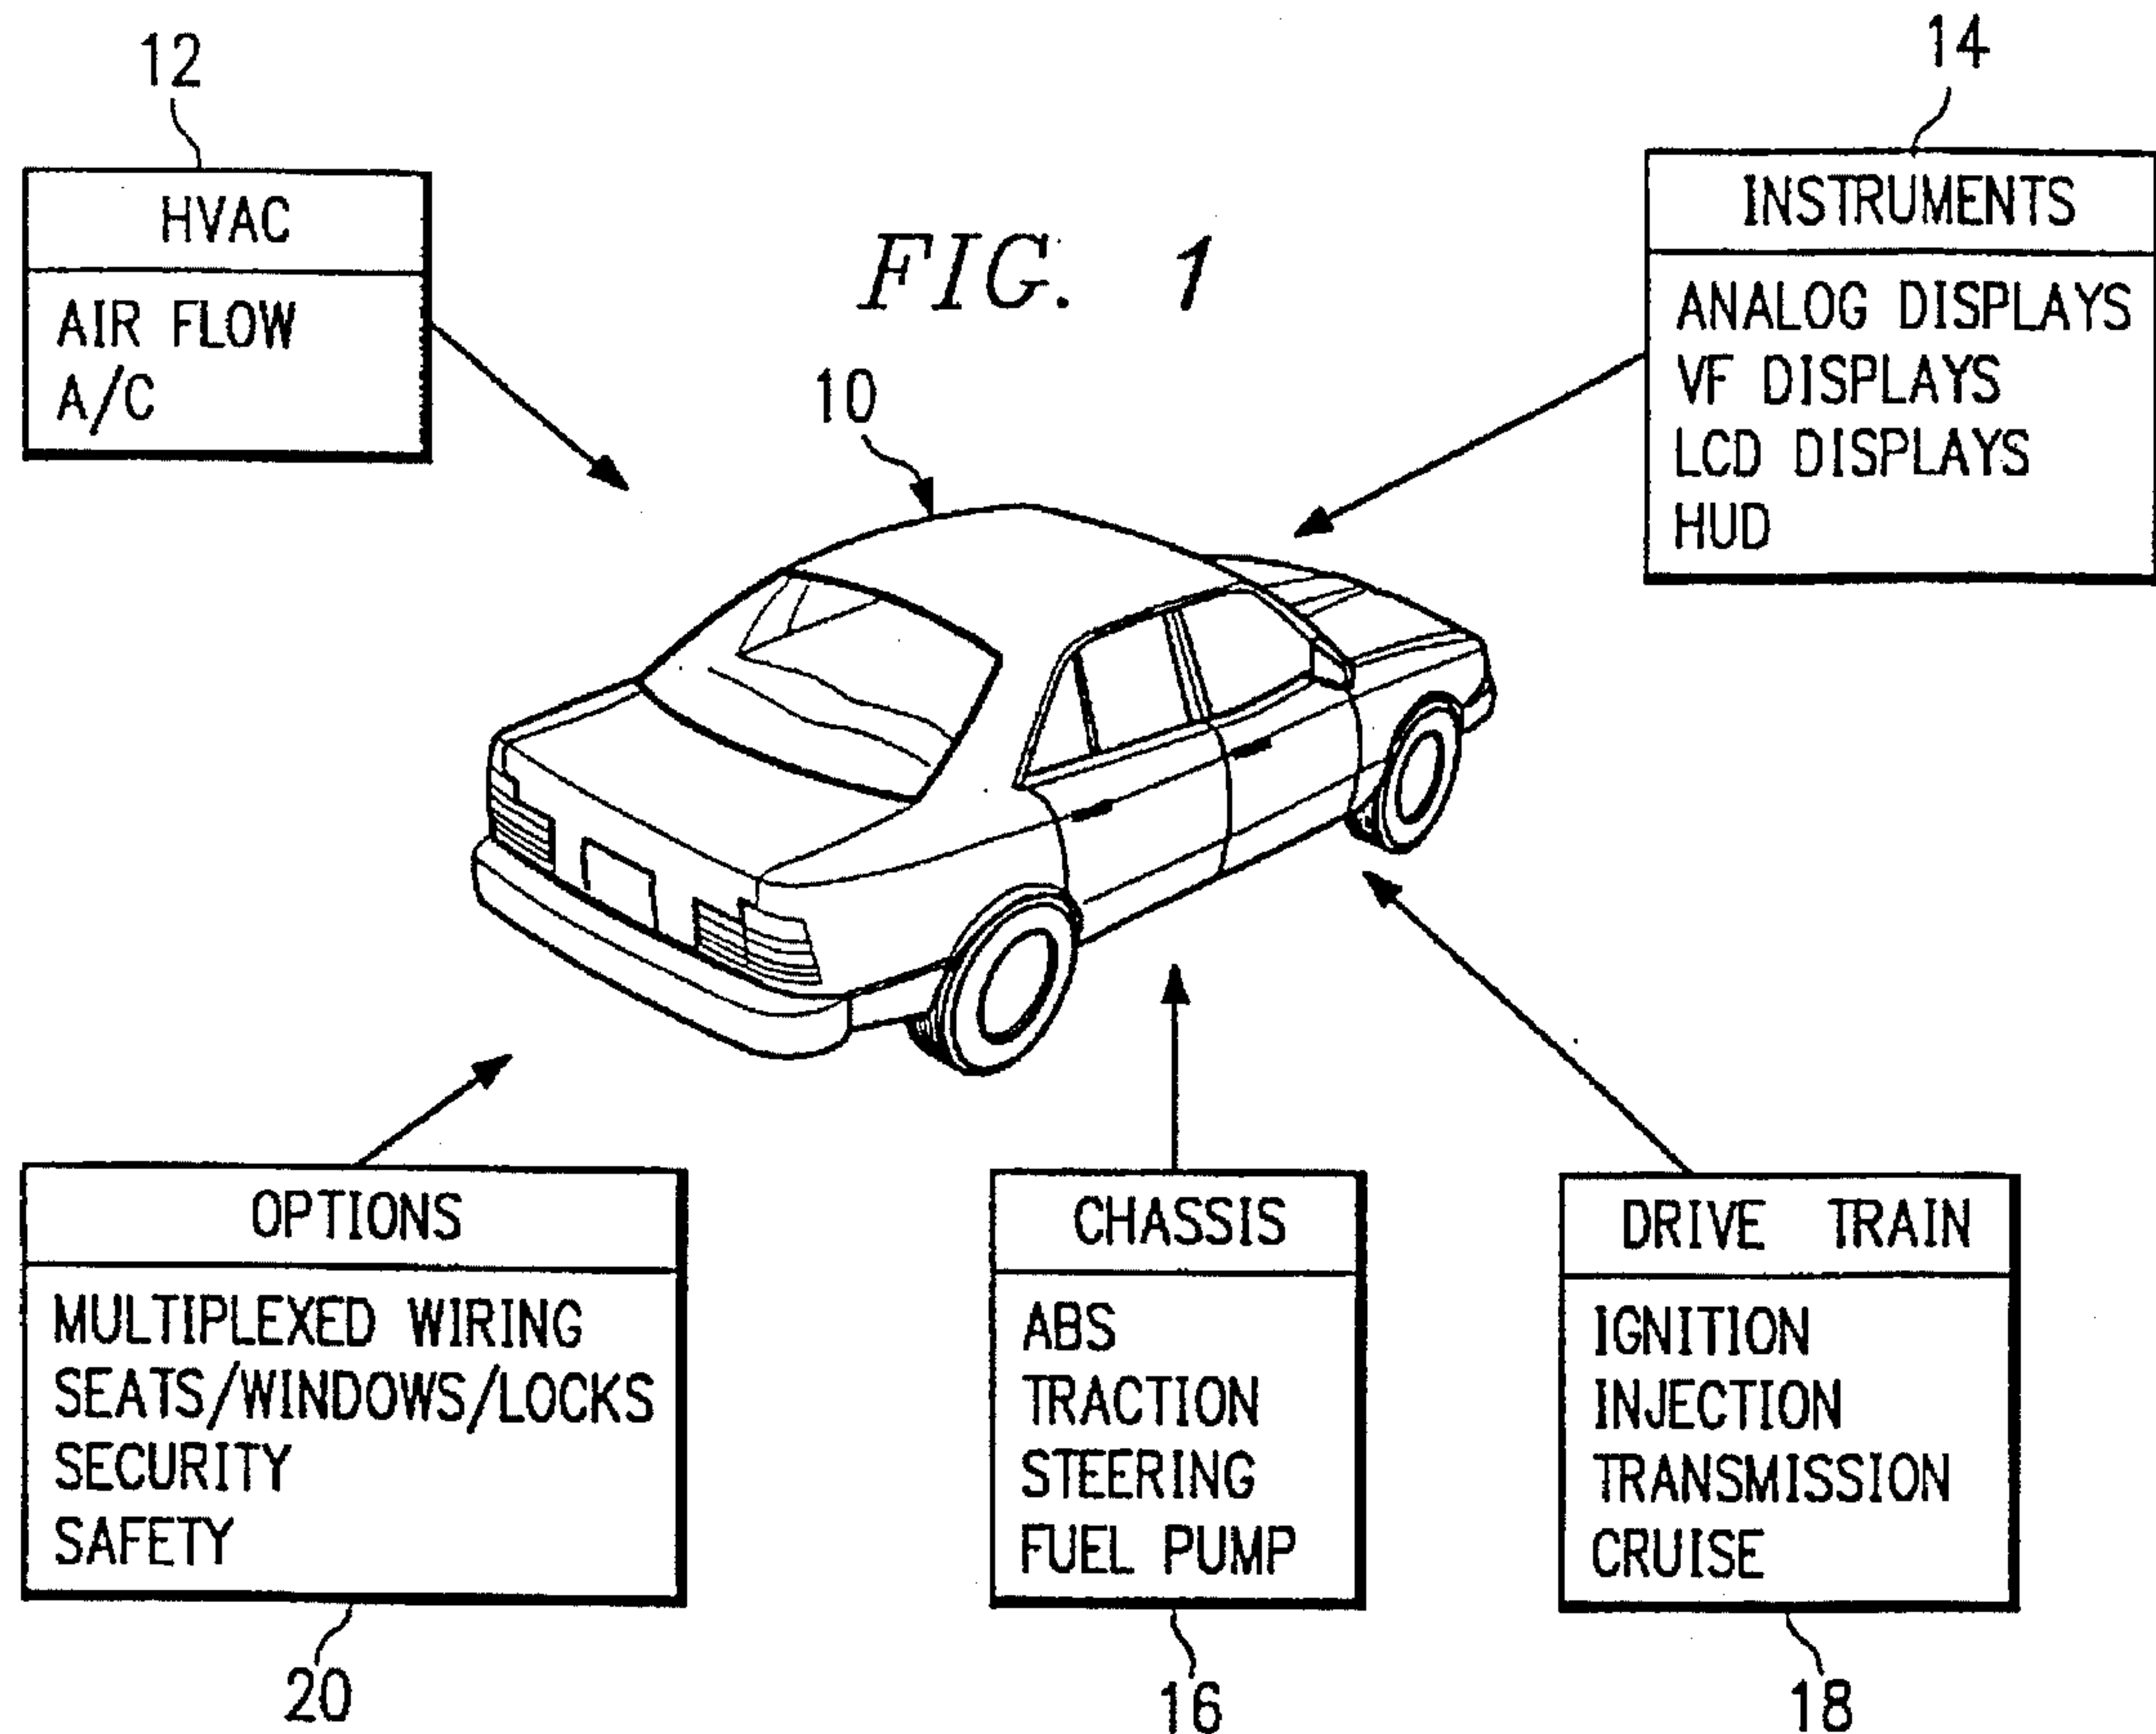 12
HVAC
AIR FLOW
A/C
14
INSTRUMENTS
ANALOG DISPLAYS
VF DISPLAYS
LCD DISPLAYS
HUD
FIG. 1
10
OPTIONS
MULTIPLEXED WIRING
SEATS/WINDOWS/LOCKS
SECURITY
SAFETY
20
CHASSIS
ABS
TRACTION
STEERING
FUEL PUMP
16
DRIVE TRAIN
IGNITION
INJECTION
TRANSMISSION
CRUISE
18